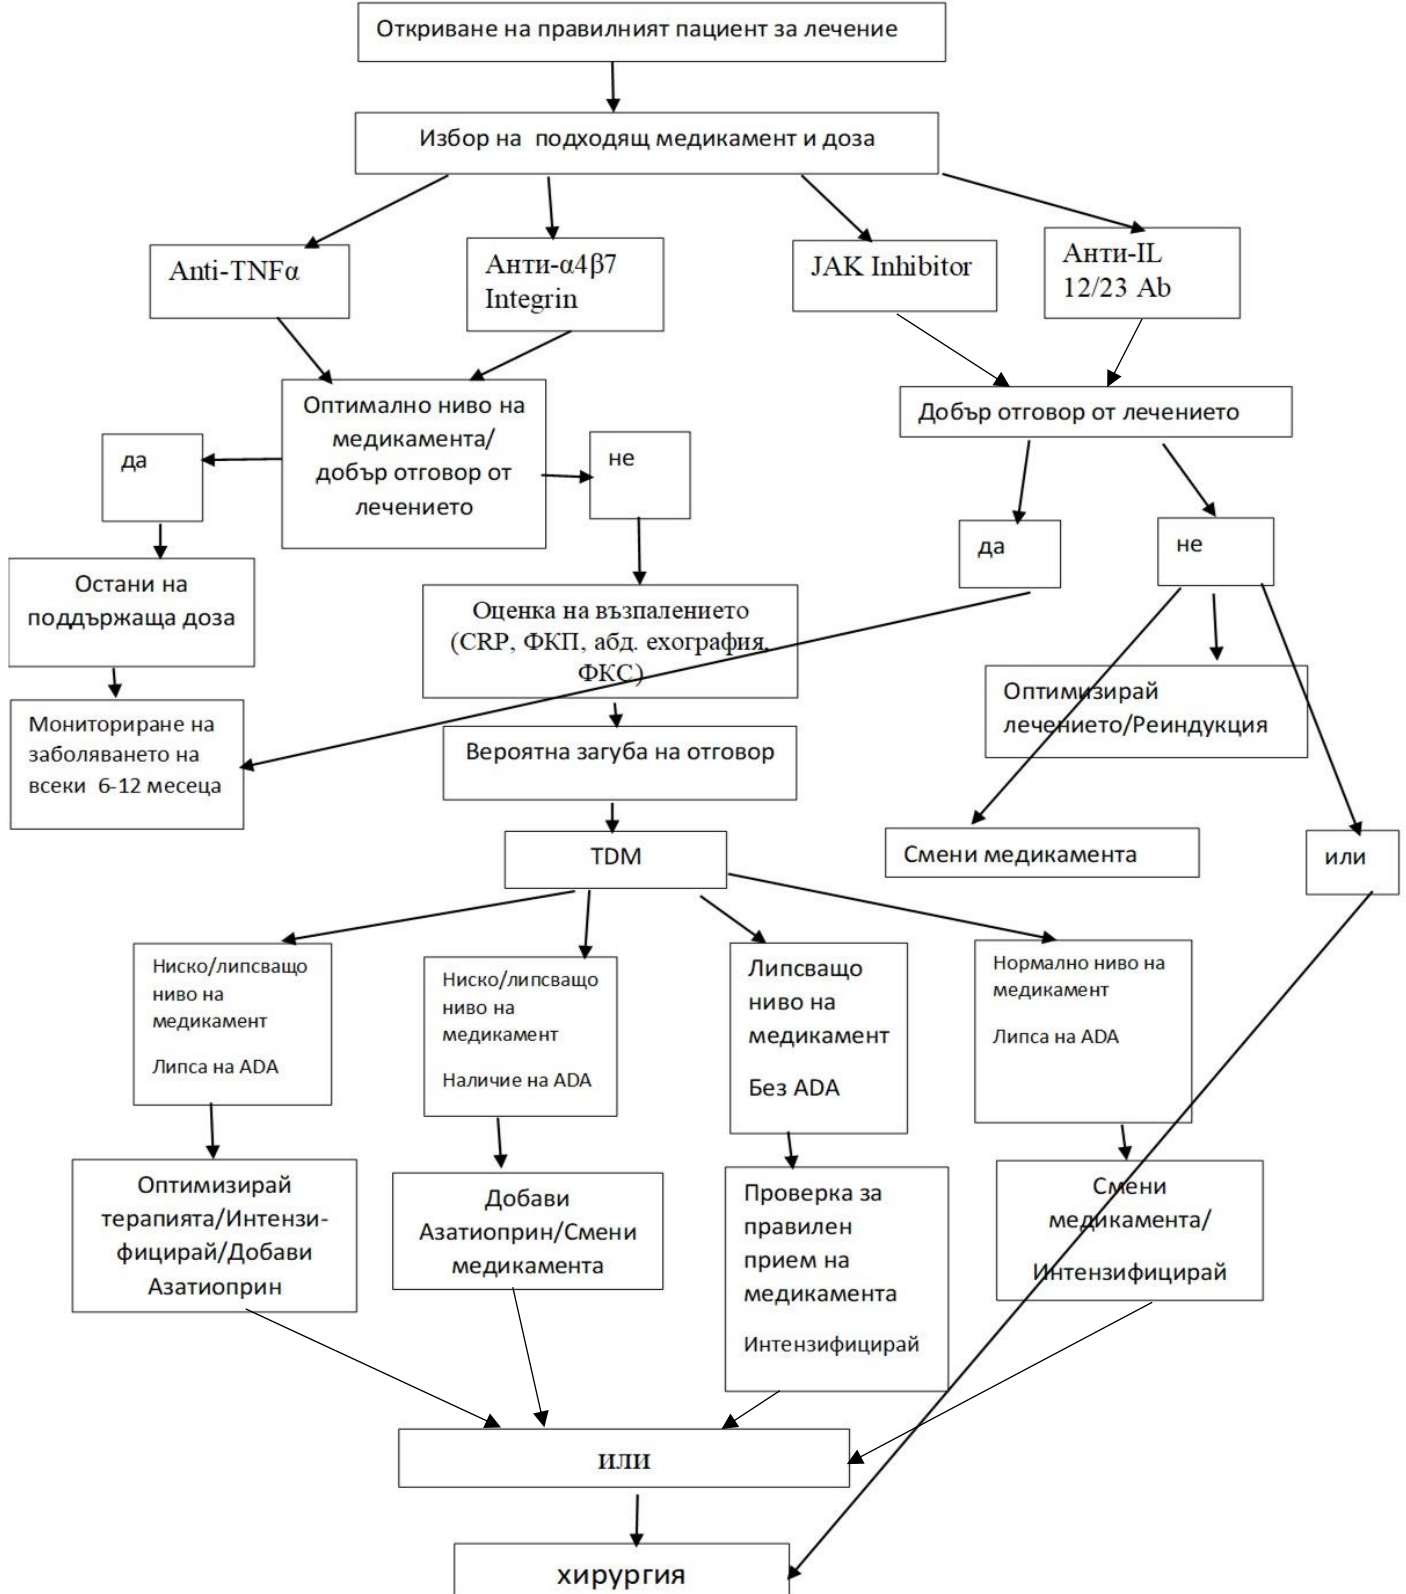 Откриване на правилният пациент за лечение
Избор на подходящ медикамент и доза
Anti-TNFα
Анти-α4β7
Integrin
JAK Inhibitor
Анти-IL
12/23 Ab
Оптимално ниво на
медикамента/
добър отговор от
лечението
Добър отговор от лечението
да
не
да
не
Остани на
поддържаща доза
Оценка на възпалението
(CRP, ФКП, абд. ехография,
ФКС)
Оптимизирай
лечението/Реиндукция
Мониториране на
заболяването на
всеки 6-12 месеца
Вероятна загуба на отговор
TDM
Смени медикамента
или
Ниско/липсващо
ниво на
медикамент
Липса на ADA
Ниско/липсващо
ниво на
медикамент
Наличие на ADA
Липсващо
ниво на
медикамент
Без ADA
Нормално ниво на
медикамент
Липса на ADA
Оптимизирай
терапията/Интензи-
фицирай/Добави
Азатиоприн
Добави
Азатиоприн/Смени
медикамента
Проверка за
правилен
прием на
медикамента
Интензифицирай
Смени
медикамента/
Интензифицирай
или
хирургия